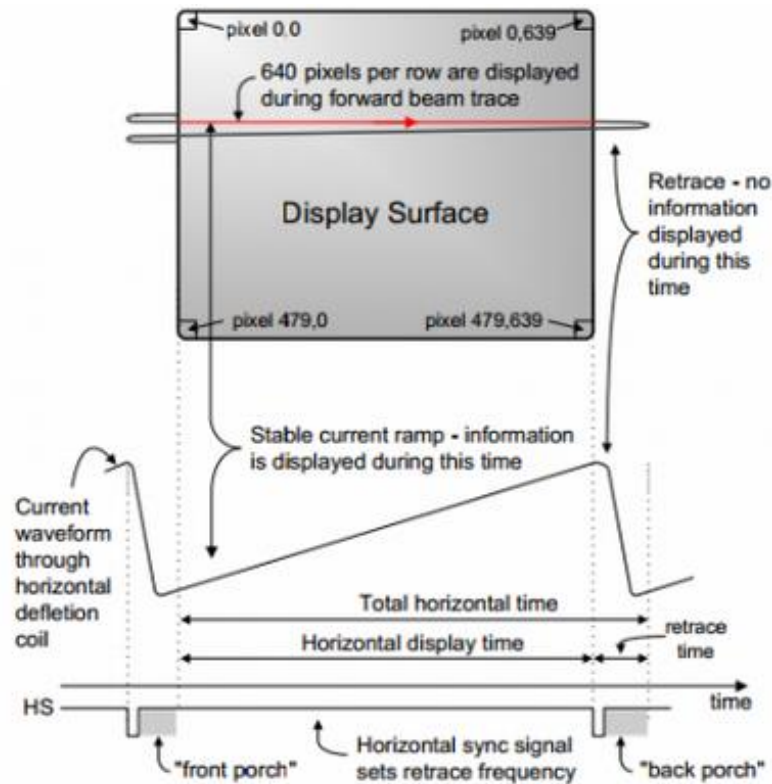 pixel 0,0
pixel 0,639
640 pixels per row are displayed
during forward beam trace
Retrace - no
information
displayed
during this
time
Display Surface
pixel 479,0
pixel 479,639
Stable current ramp - information
is displayed during this time
Current
waveform
through
horizontal
defletion
coil
Total horizontal time
Horizontal display time
retrace
time
HS
time
"front porch"
Horizontal sync signal
sets retrace frequency
"back porch"